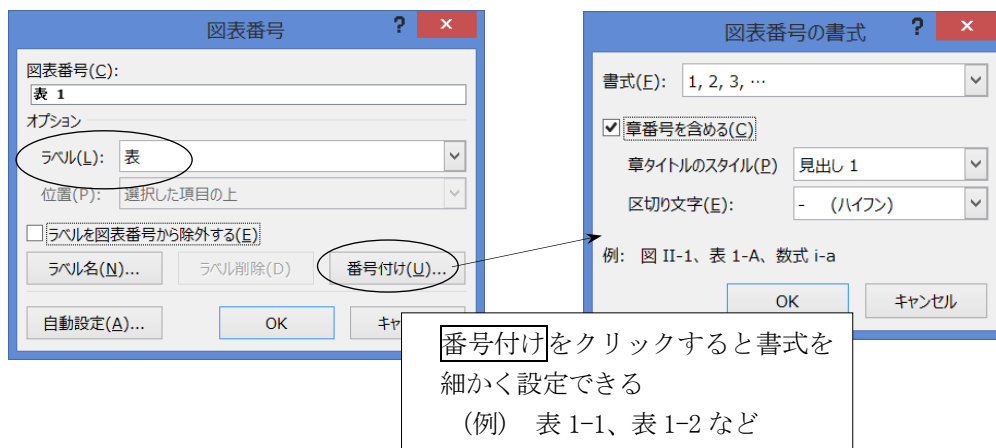 図表番号 ? ×
図表番号(C):
表 1
オプション
ラベル(L): 表
位置(P): 選択した項目の上
ラベルを図表番号から除外する(E)
ラベル名(N)... ラベル削除(D) 番号付け(U)...
自動設定(A)... OK キャ
図表番号の書式 ? ×
書式(F): 1, 2, 3, …
章番号を含める(C)
章タイトルのスタイル(P) 見出し 1
区切り文字(E): - (ハイフン)
例: 図 II-1、表 1-A、数式 i-a
OK キャンセル
番号付けをクリックすると書式を
細かく設定できる
(例) 表 1-1、表 1-2 など